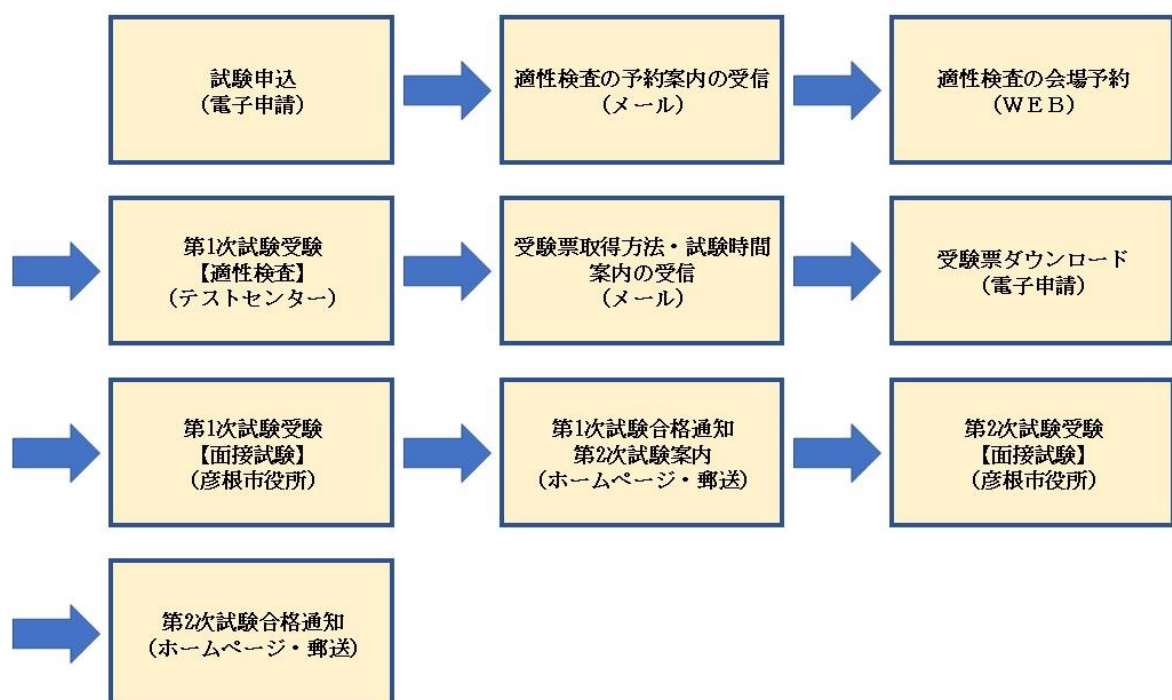 試験申込
(電子申請)
適性検査の予約案内の受信
(メール)
適性検査の会場予約
(ＷＥＢ)
第1次試験受験
【適性検査】
(テストセンター)
受験票取得方法・試験時間
案内の受信
(メール)
受験票ダウンロード
(電子申請)
第1次試験受験
【面接試験】
(彦根市役所)
第1次試験合格通知
第2次試験案内
(ホームページ・郵送)
第2次試験受験
【面接試験】
(彦根市役所)
第2次試験合格通知
(ホームページ・郵送)